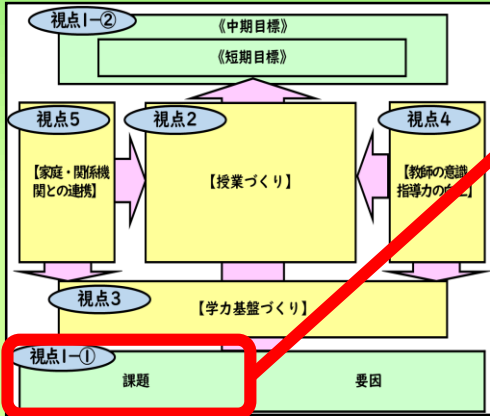 視点1-②
《中期目標》
《短期目標》
視点5
視点2
視点4
【家庭・関係機
関との連携】
【授業づくり】
【教師の意識
指導力の向上】
視点3
【学力基盤づくり】
視点1-①
課題
要因